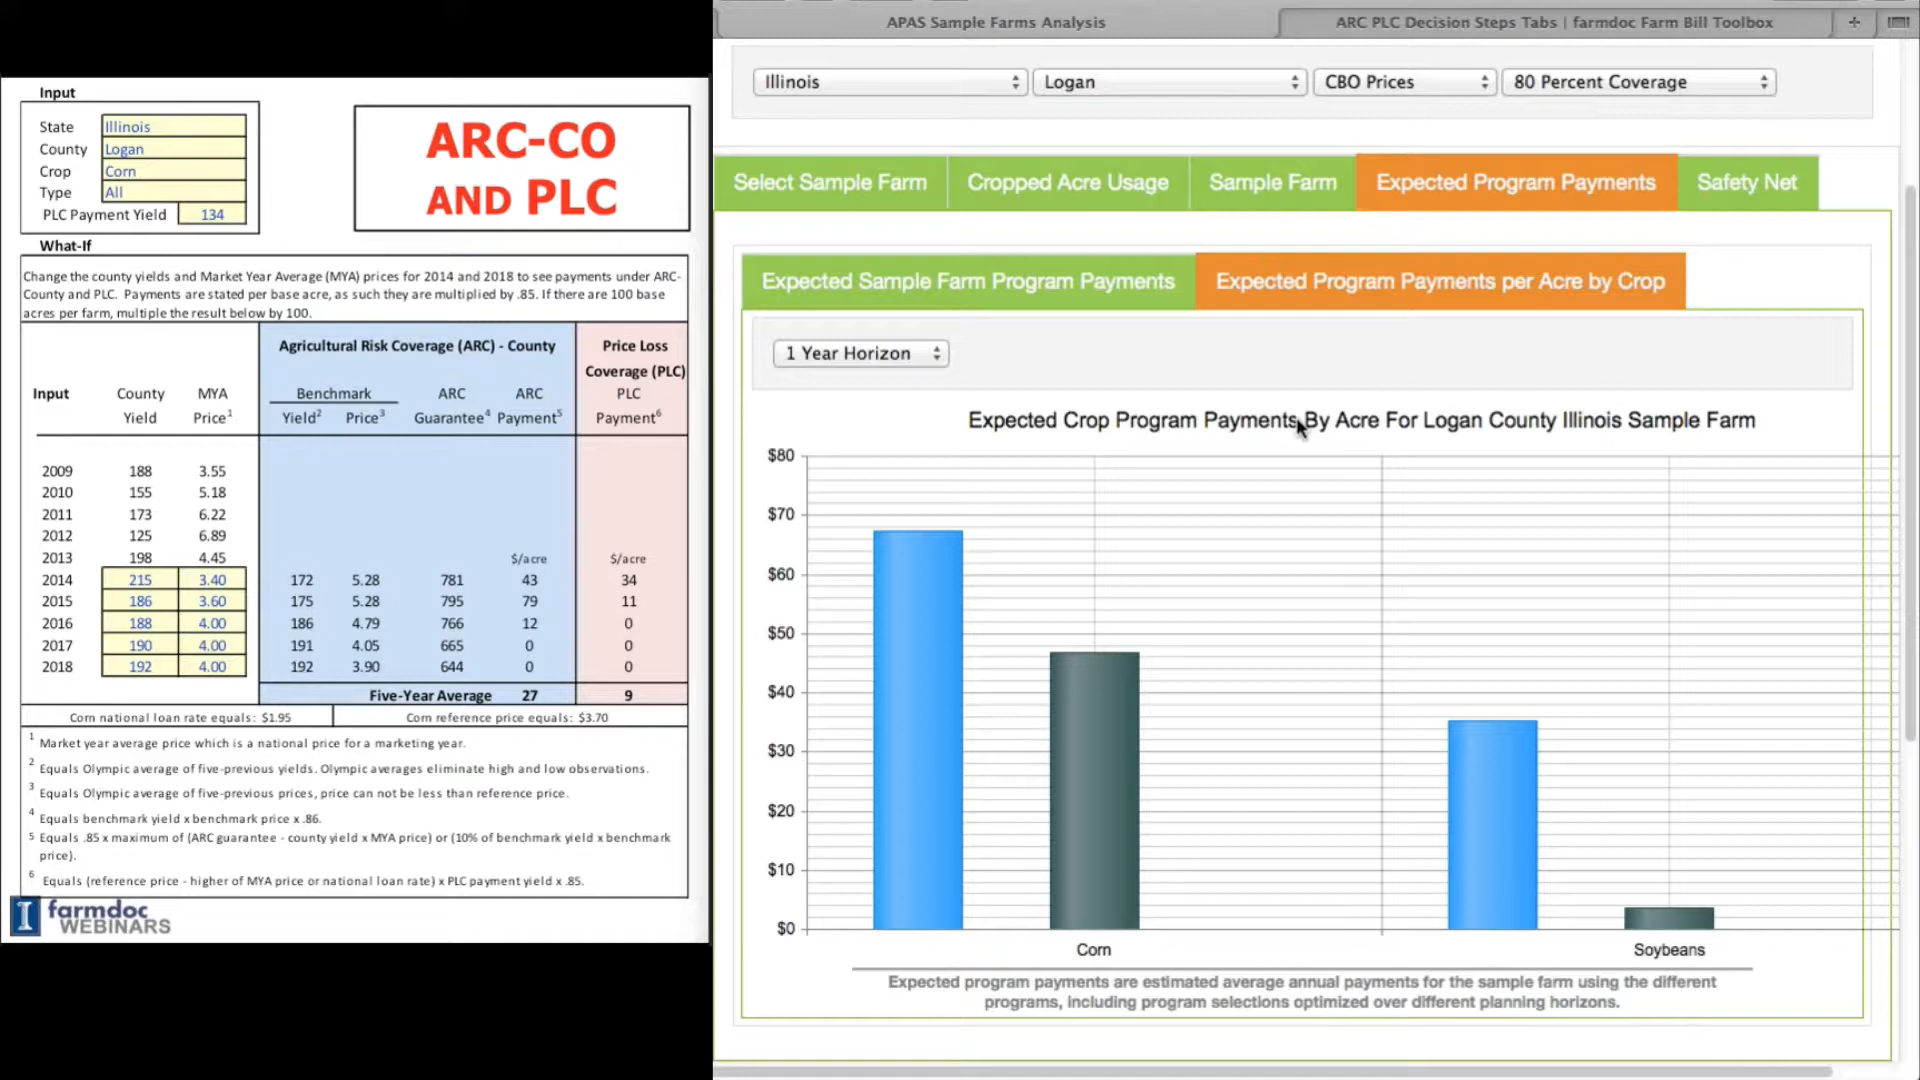 Input
State Illinois
County Logan
Crop Corn
Type All
PLC Payment Yield 134
ARC-CO
AND PLC
What-If
Change the county yields and Market Year Average (MYA) prices for 2014 and 2018 to see payments under ARC-
County and PLC. Payments are stated per base acre, as such they are multiplied by .85. If there are 100 base
acres per farm, multiple the result below by 100.
Agricultural Risk Coverage (ARC) - County Price Loss
Coverage (PLC)
Input County MYA Benchmark ARC ARC PLC
Yield Price1 Yield2 Price3 Guarantee4 Payment5 Payment6
2009 188 3.55
2010 155 5.18
2011 173 6.22
2012 125 6.89
2013 198 4.45 $/acre $/acre
2014 215 3.40 172 5.28 781 43 34
2015 186 3.60 175 5.28 795 79 11
2016 188 4.00 186 4.79 766 12 0
2017 190 4.00 191 4.05 665 0 0
2018 192 4.00 192 3.90 644 0 0
Five-Year Average 27 9
Corn national loan rate equals: $1.95 Corn reference price equals: $3.70
1 Market year average price which is a national price for a marketing year.
2 Equals Olympic average of five-previous yields. Olympic averages eliminate high and low observations.
3 Equals Olympic average of five-previous prices, price can not be less than reference price.
4 Equals benchmark yield x benchmark price x .86.
5 Equals .85 x maximum of (ARC guarantee - county yield x MYA price) or (10% of benchmark yield x benchmark
price).
6 Equals (reference price - higher of MYA price or national loan rate) x PLC payment yield x .85.
I farmdoc
WEBINARS
APAS Sample Farms Analysis ARC PLC Decision Steps Tabs | farmdoc Farm Bill Toolbox +
Illinois Logan CBO Prices 80 Percent Coverage
Select Sample Farm Cropped Acre Usage Sample Farm Expected Program Payments Safety Net
Expected Sample Farm Program Payments Expected Program Payments per Acre by Crop
1 Year Horizon
Expected Crop Program Payments By Acre For Logan County Illinois Sample Farm
$80
$70
$60
$50
$40
$30
$20
$10
$0
Corn Soybeans
Expected program payments are estimated average annual payments for the sample farm using the different
programs, including program selections optimized over different planning horizons.